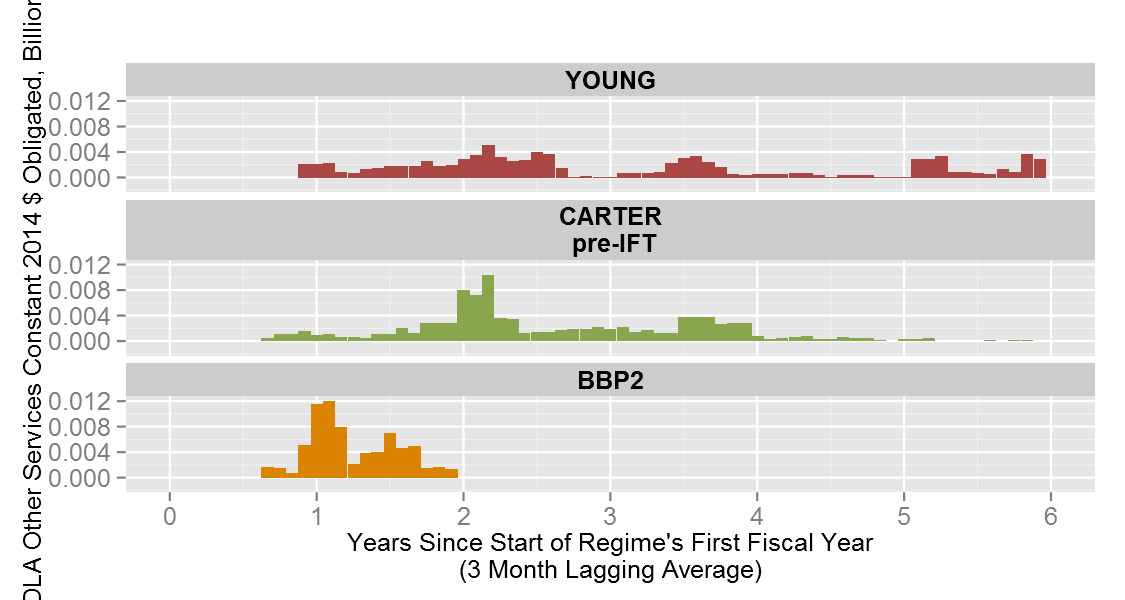 DLA Other Services Constant 2014 $ Obligated,
YOUNG
0.012
0.008
0.004
0.000
CARTER
pre-IFT
0.012
0.008
0.004
0.000
BBP2
0.012
0.008
0.004
0.000
0 1 2 3 4 5 6
Years Since Start of Regime's First Fiscal Year
(3 Month Lagging Average)